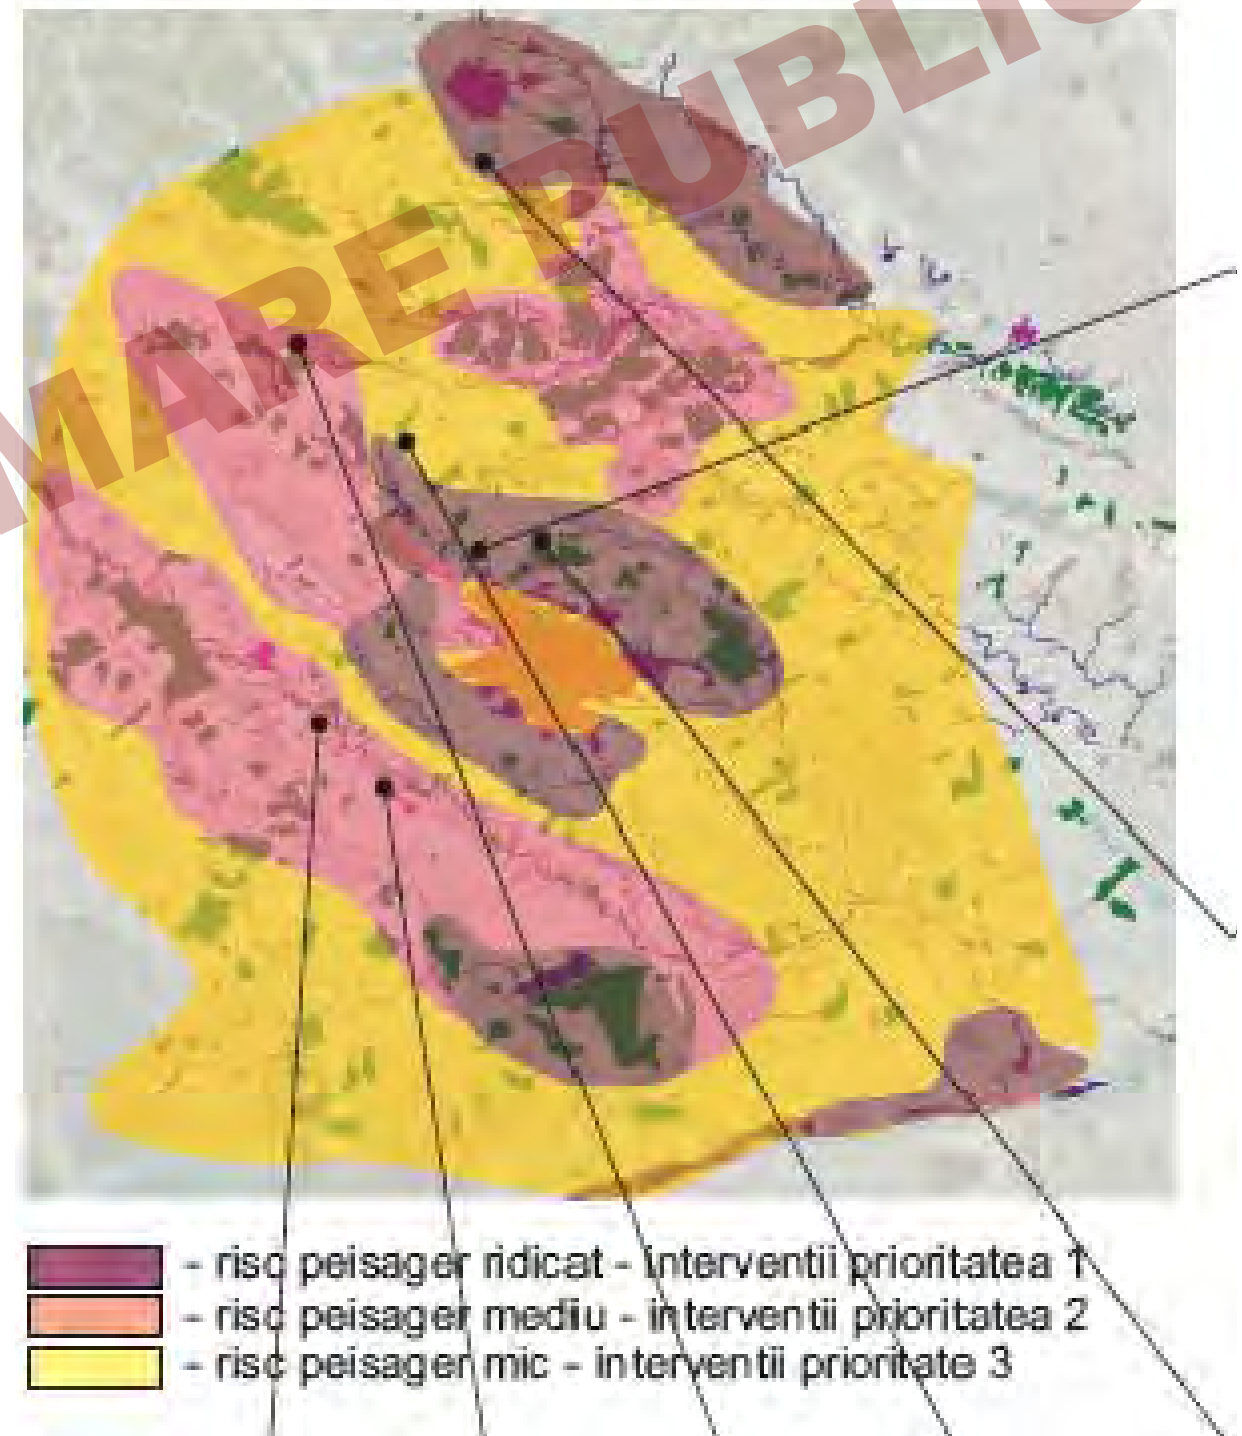 MARE PUBLIC
- risc peisager ridicat - interventii prioritatea 1
- risc peisager mediu - interventii prioritatea 2
- risc peisager mic - interventii prioritate 3